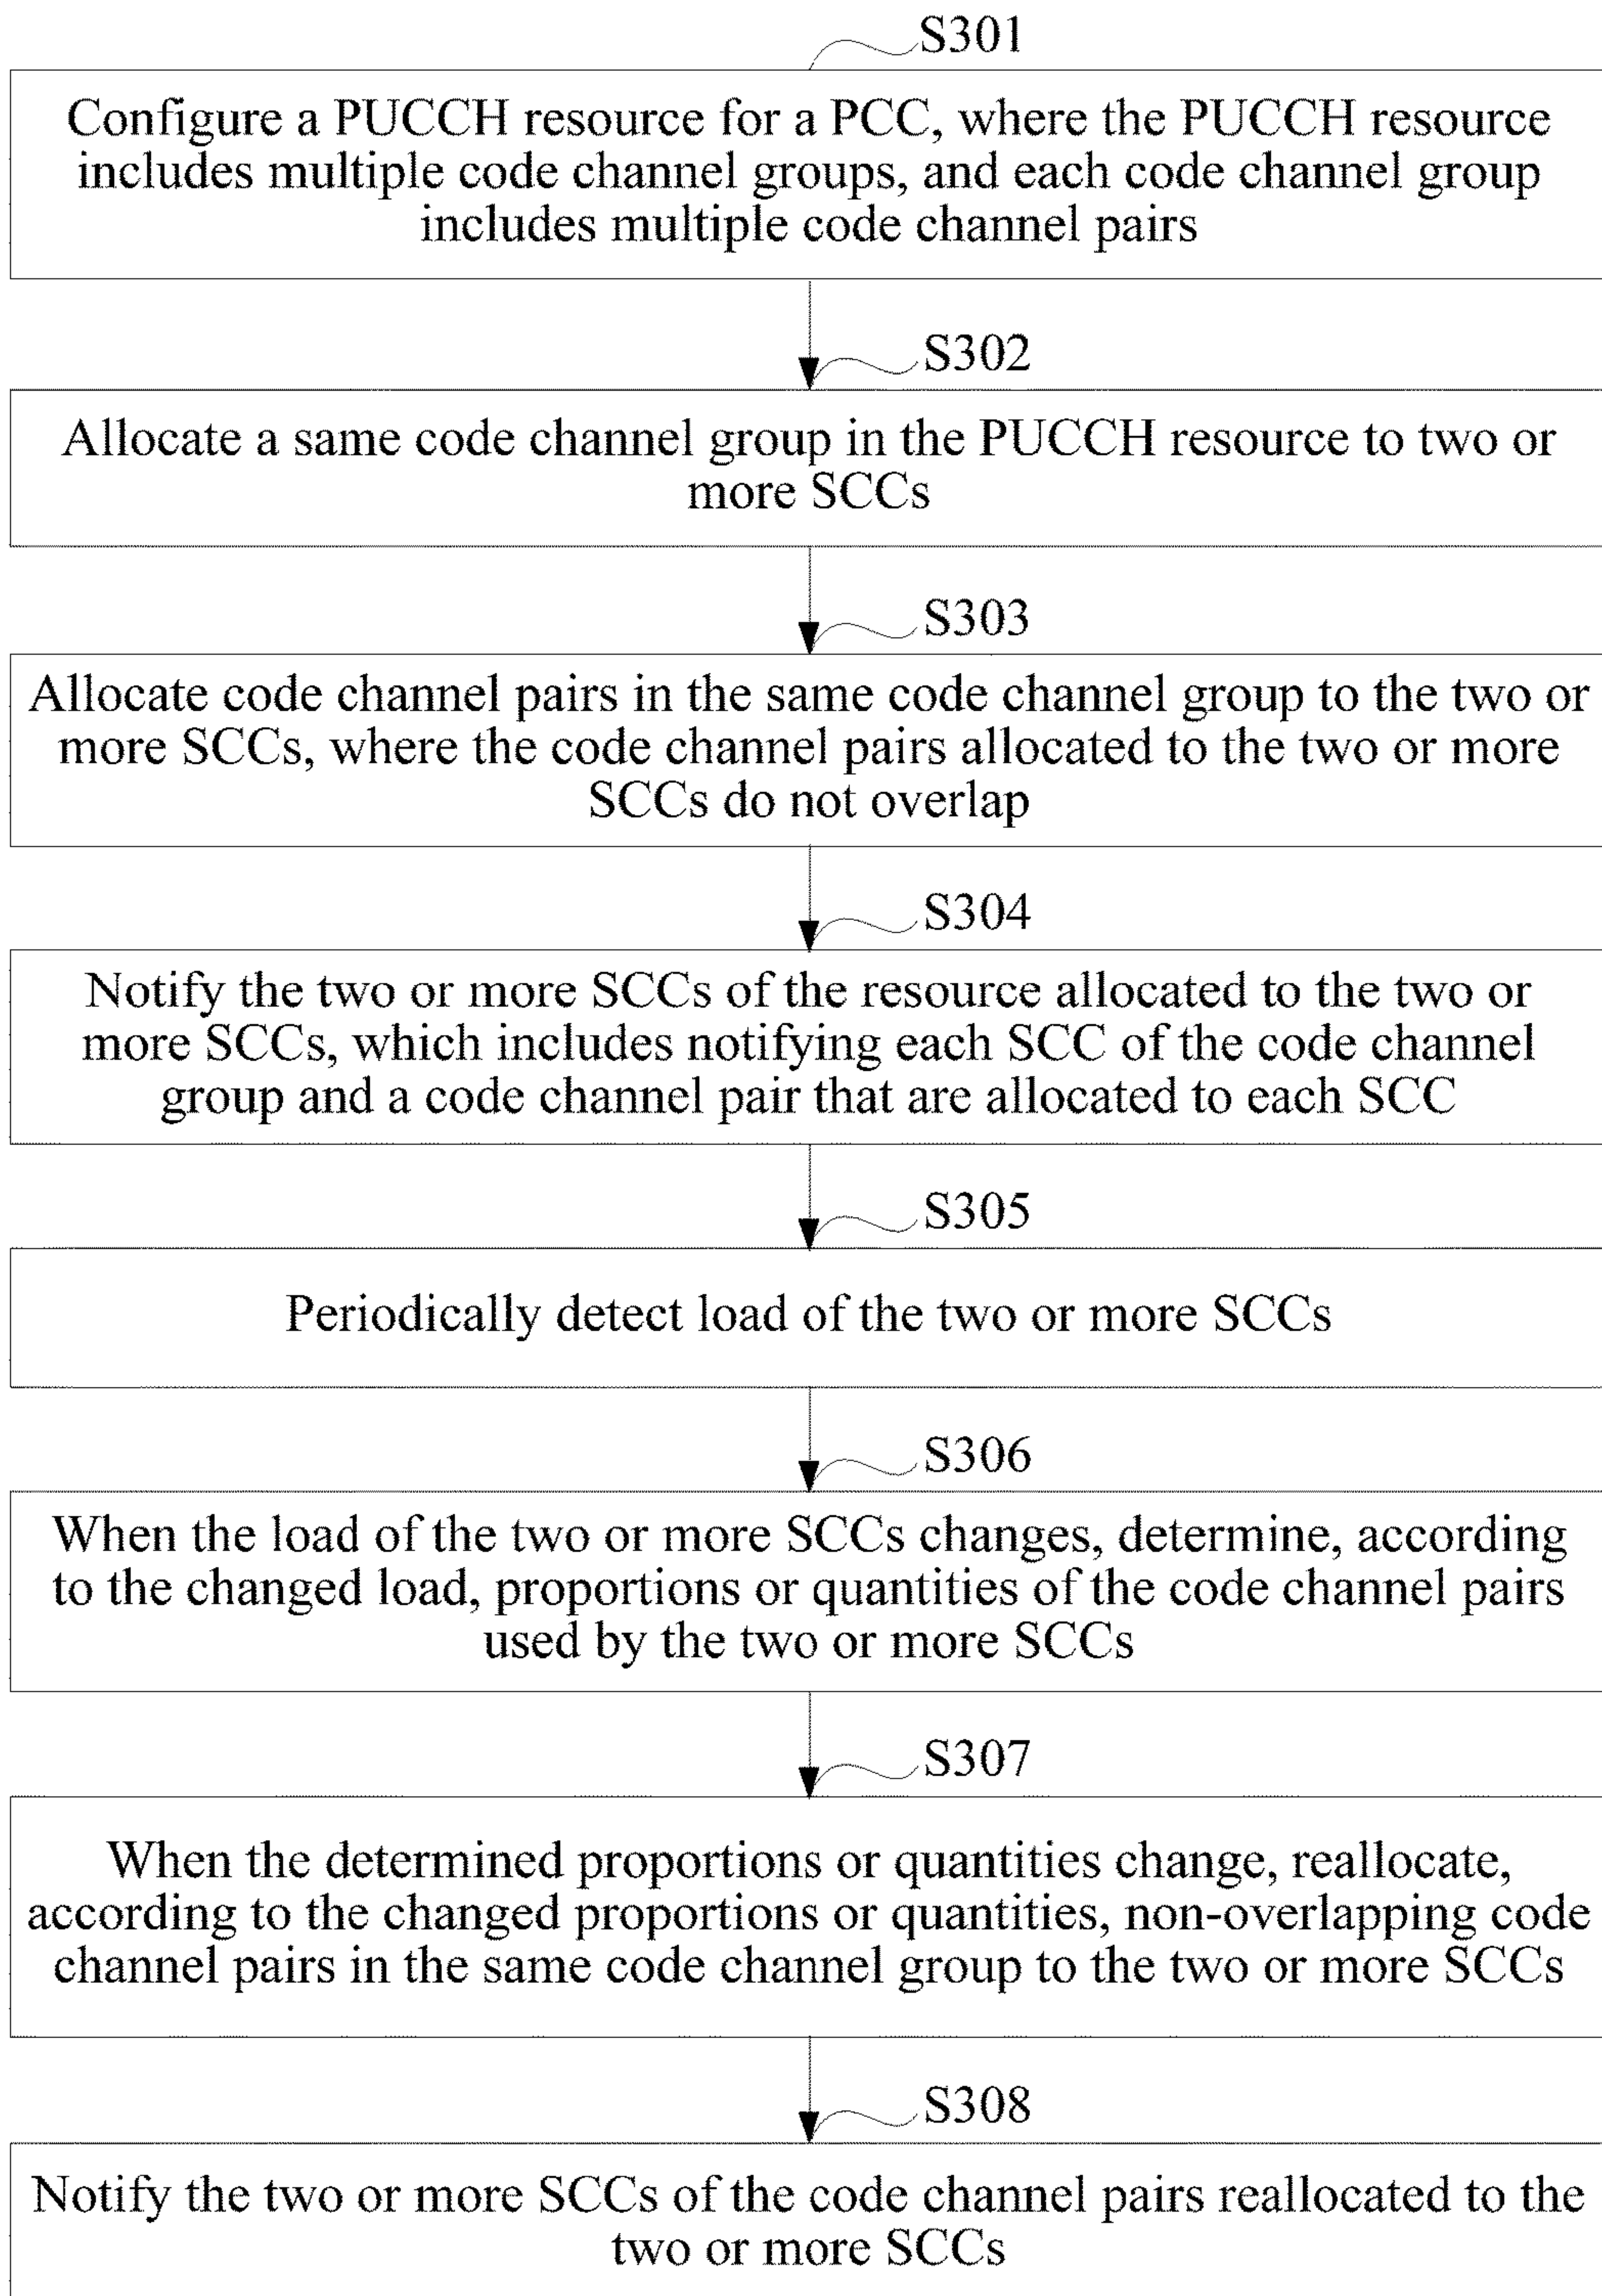 S301
Configure a PUCCH resource for a PCC, where the PUCCH resource
includes multiple code channel groups, and each code channel group
includes multiple code channel pairs
S302
Allocate a same code channel group in the PUCCH resource to two or
more SCCs
S303
Allocate code channel pairs in the same code channel group to the two or
more SCCs, where the code channel pairs allocated to the two or more
SCCs do not overlap
S304
Notify the two or more SCCs of the resource allocated to the two or
more SCCs, which includes notifying each SCC of the code channel
group and a code channel pair that are allocated to each SCC
S305
Periodically detect load of the two or more SCCs
S306
When the load of the two or more SCCs changes, determine, according
to the changed load, proportions or quantities of the code channel pairs
used by the two or more SCCs
S307
When the determined proportions or quantities change, reallocate,
according to the changed proportions or quantities, non-overlapping code
channel pairs in the same code channel group to the two or more SCCs
S308
Notify the two or more SCCs of the code channel pairs reallocated to the
two or more SCCs